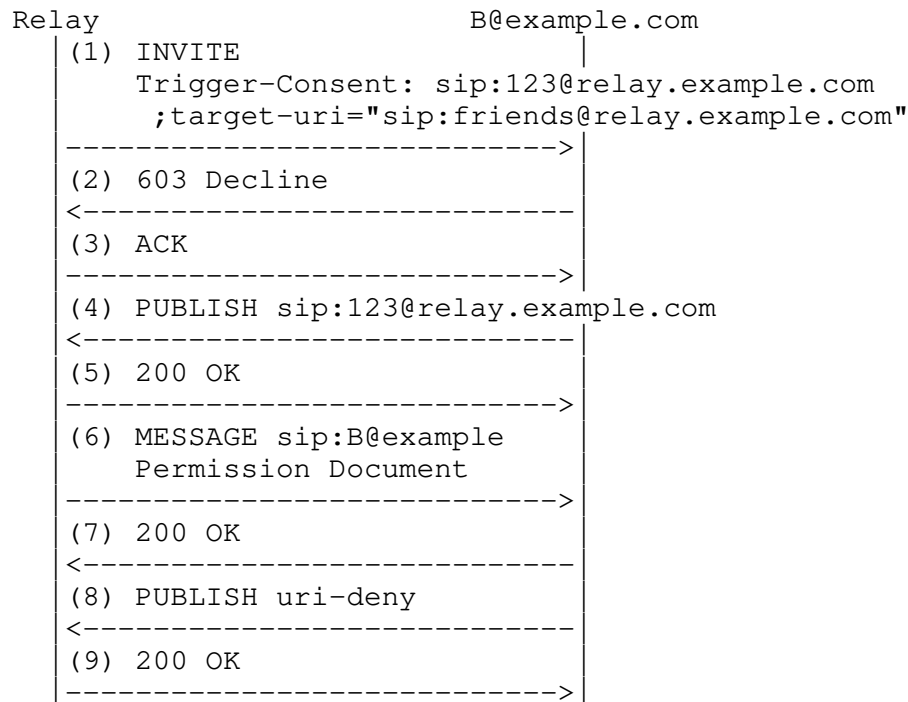 Relay B@example.com
(1) INVITE
Trigger-Consent: sip:123@relay.example.com
;target-uri="sip:friends@relay.example.com"
(2) 603 Decline
(3) ACK
(4) PUBLISH sip:123@relay.example.com
(5) 200 OK
(6) MESSAGE sip:B@example
Permission Document
(7) 200 OK
(8) PUBLISH uri-deny
(9) 200 OK